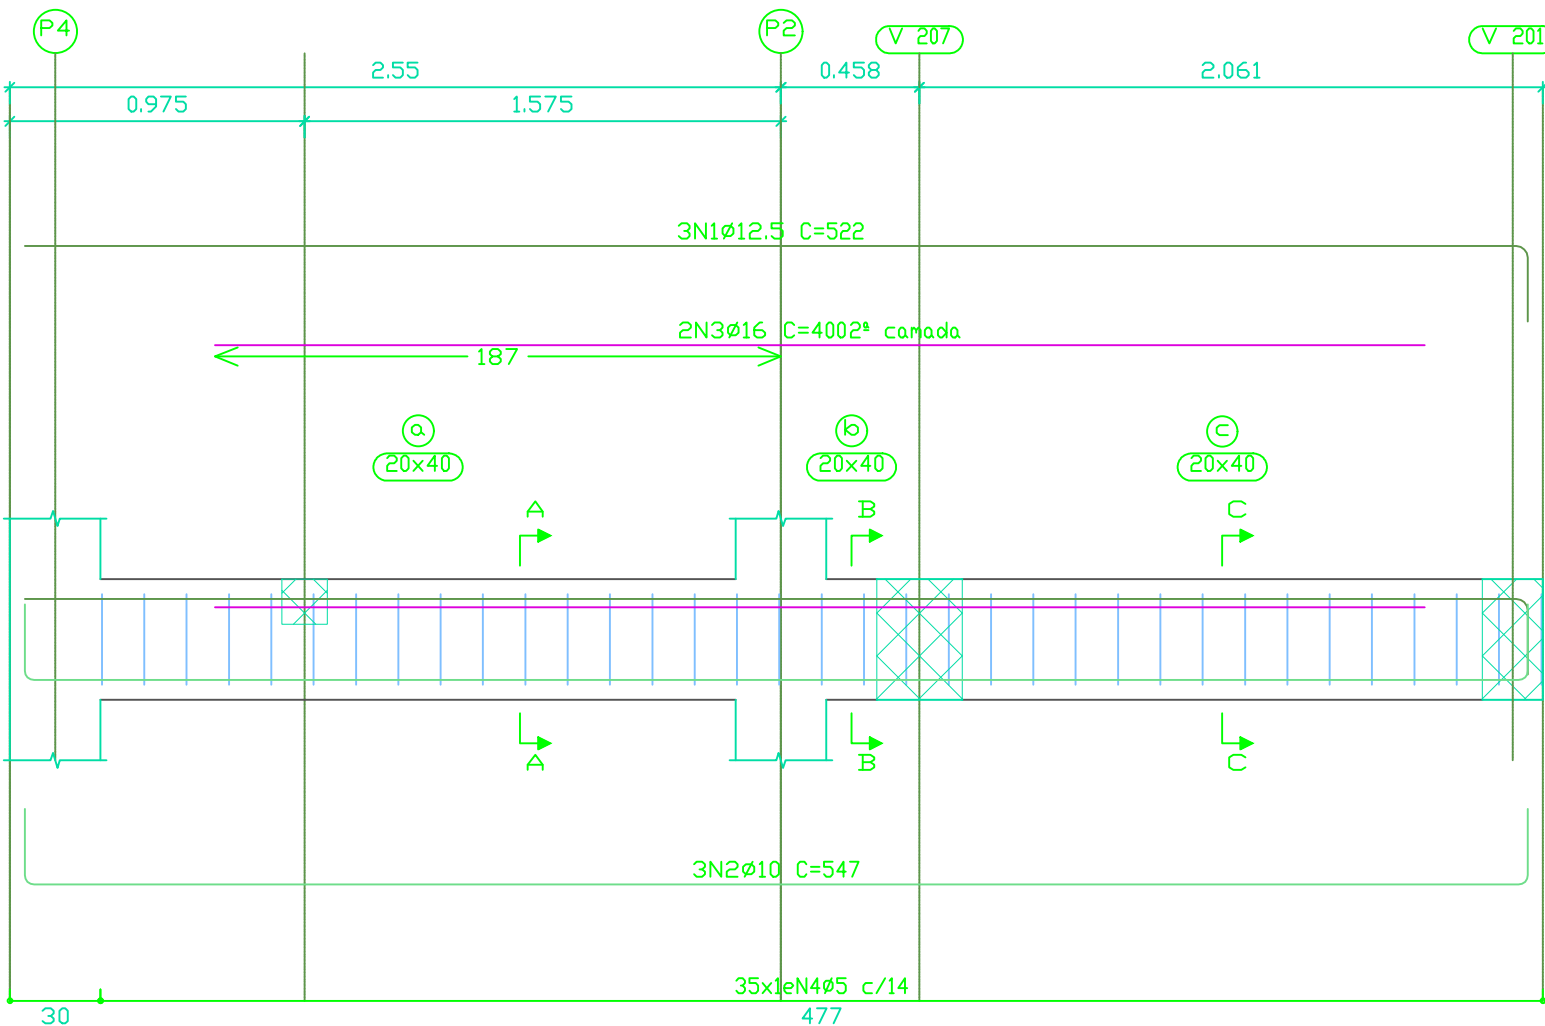 P4
P2
V 207
V 201
2.55
0.458
2.061
0.975
1.575
3N1ø12.5 C=522
2N3ø16 C=4002ª camada
187
a
b
c
20x40
20x40
20x40
A
B
C
A
B
C
3N2ø10 C=547
35x1eN4ø5 c/14
30
477